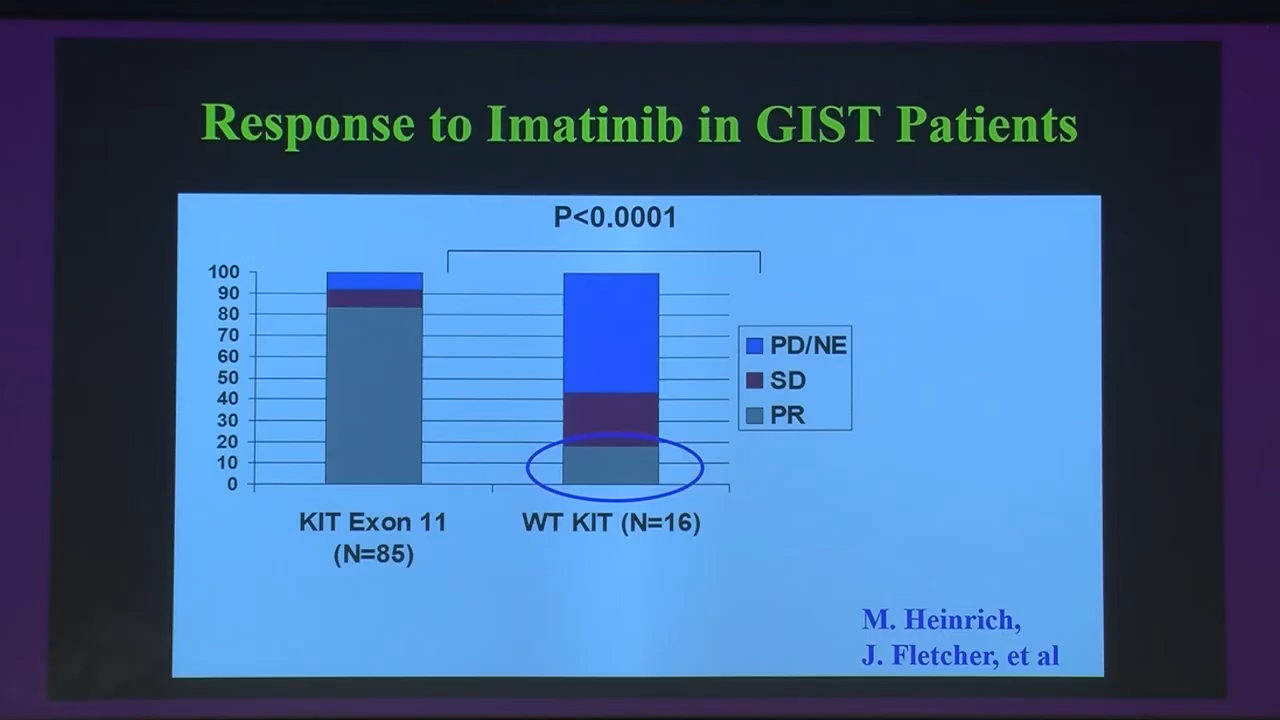 Response to Imatinib in GIST Patients
P<0.0001
100
90
80
70
60
50
40
30
20
10
0
PD/NE
SD
PR
KIT Exon 11
(N=85)
WT KIT (N=16)
M. Heinrich,
J. Fletcher, et al